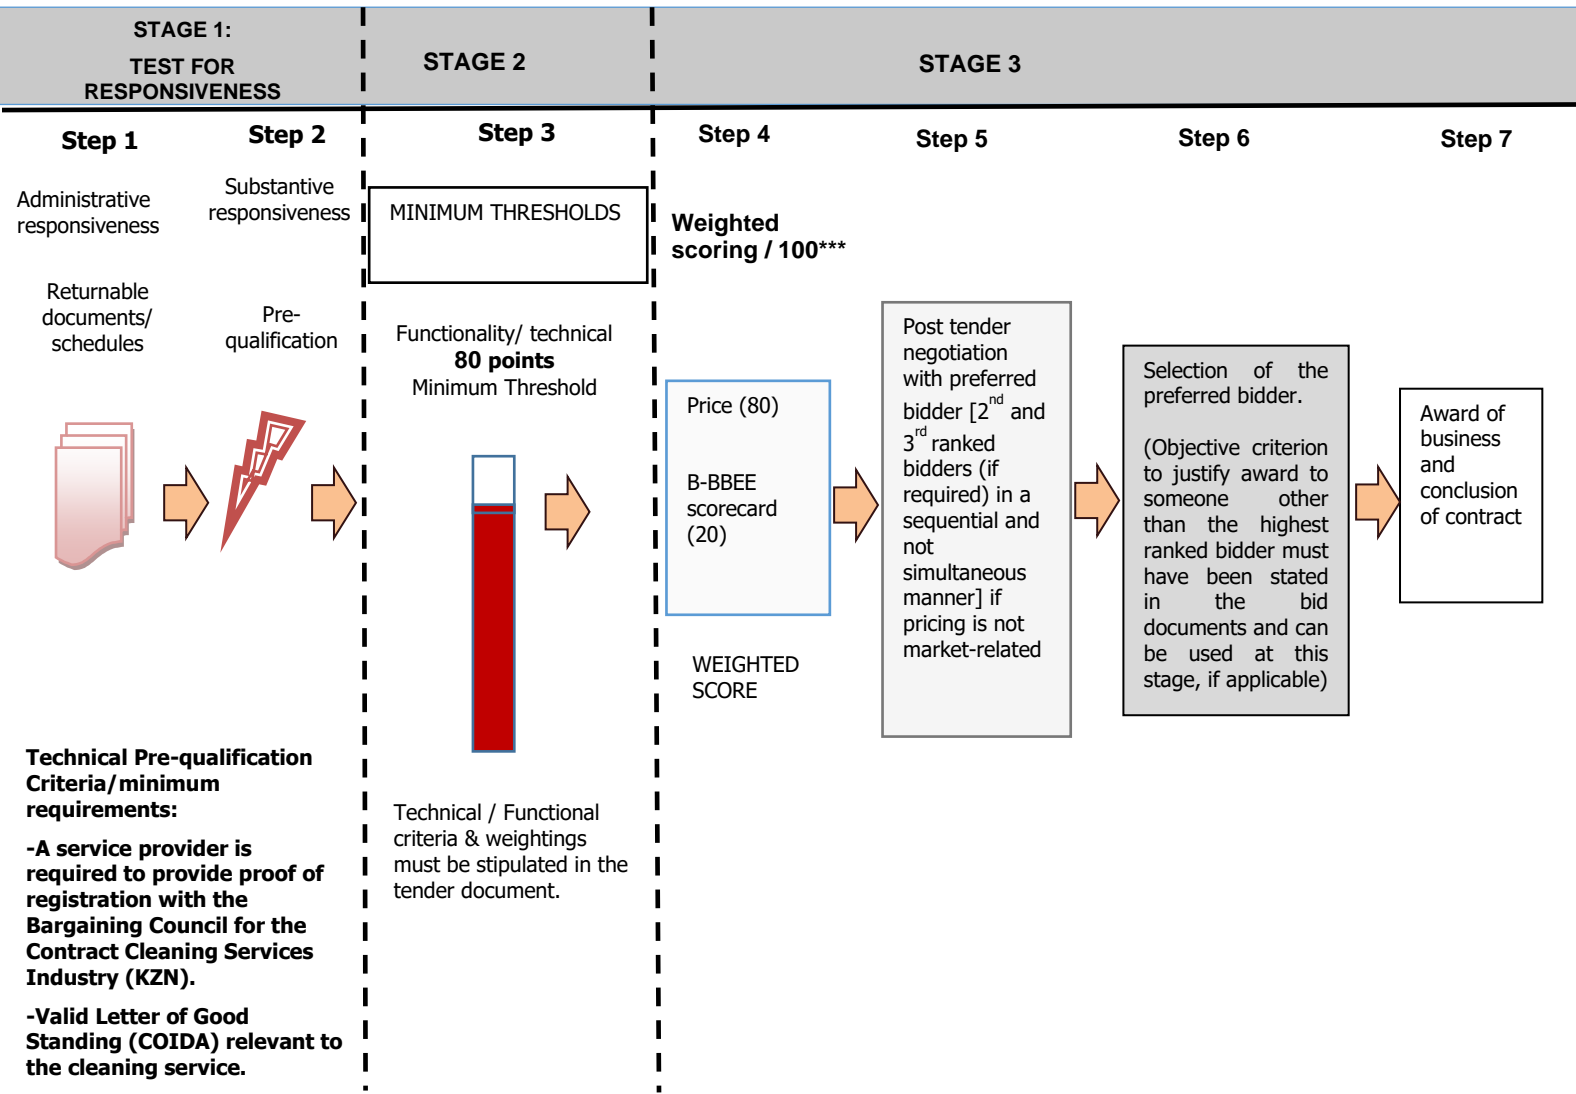 STAGE 1:
TEST FOR
RESPONSIVENESS
STAGE 2
STAGE 3
Step 1
Step 2
Step 3
Step 4
Step 5
Step 6
Step 7
Administrative
responsiveness
Returnable
documents/
schedules
Substantive
responsiveness
Pre-
qualification
Technical Pre-qualification
Criteria/minimum
requirements:
-A service provider is
required to provide proof of
registration with the
Bargaining Council for the
Contract Cleaning Services
Industry (KZN).
-Valid Letter of Good
Standing (COIDA) relevant to
the cleaning service.
MINIMUM THRESHOLDS
Functionality/ technical
80 points
Minimum Threshold
Technical / Functional
criteria & weightings
must be stipulated in the
tender document.
Weighted
scoring / 100***
Price (80)
B-BBEE
scorecard
(20)
WEIGHTED
SCORE
Post tender
negotiation
with preferred
bidder [2nd and
3rd ranked
bidders (if
required) in a
sequential and
not
simultaneous
manner] if
pricing is not
market-related
Selection of the
preferred bidder.
(Objective criterion
to justify award to
someone other
than the highest
ranked bidder must
have been stated
in the bid
documents and can
be used at this
stage, if applicable)
Award of
business
and
conclusion
of contract